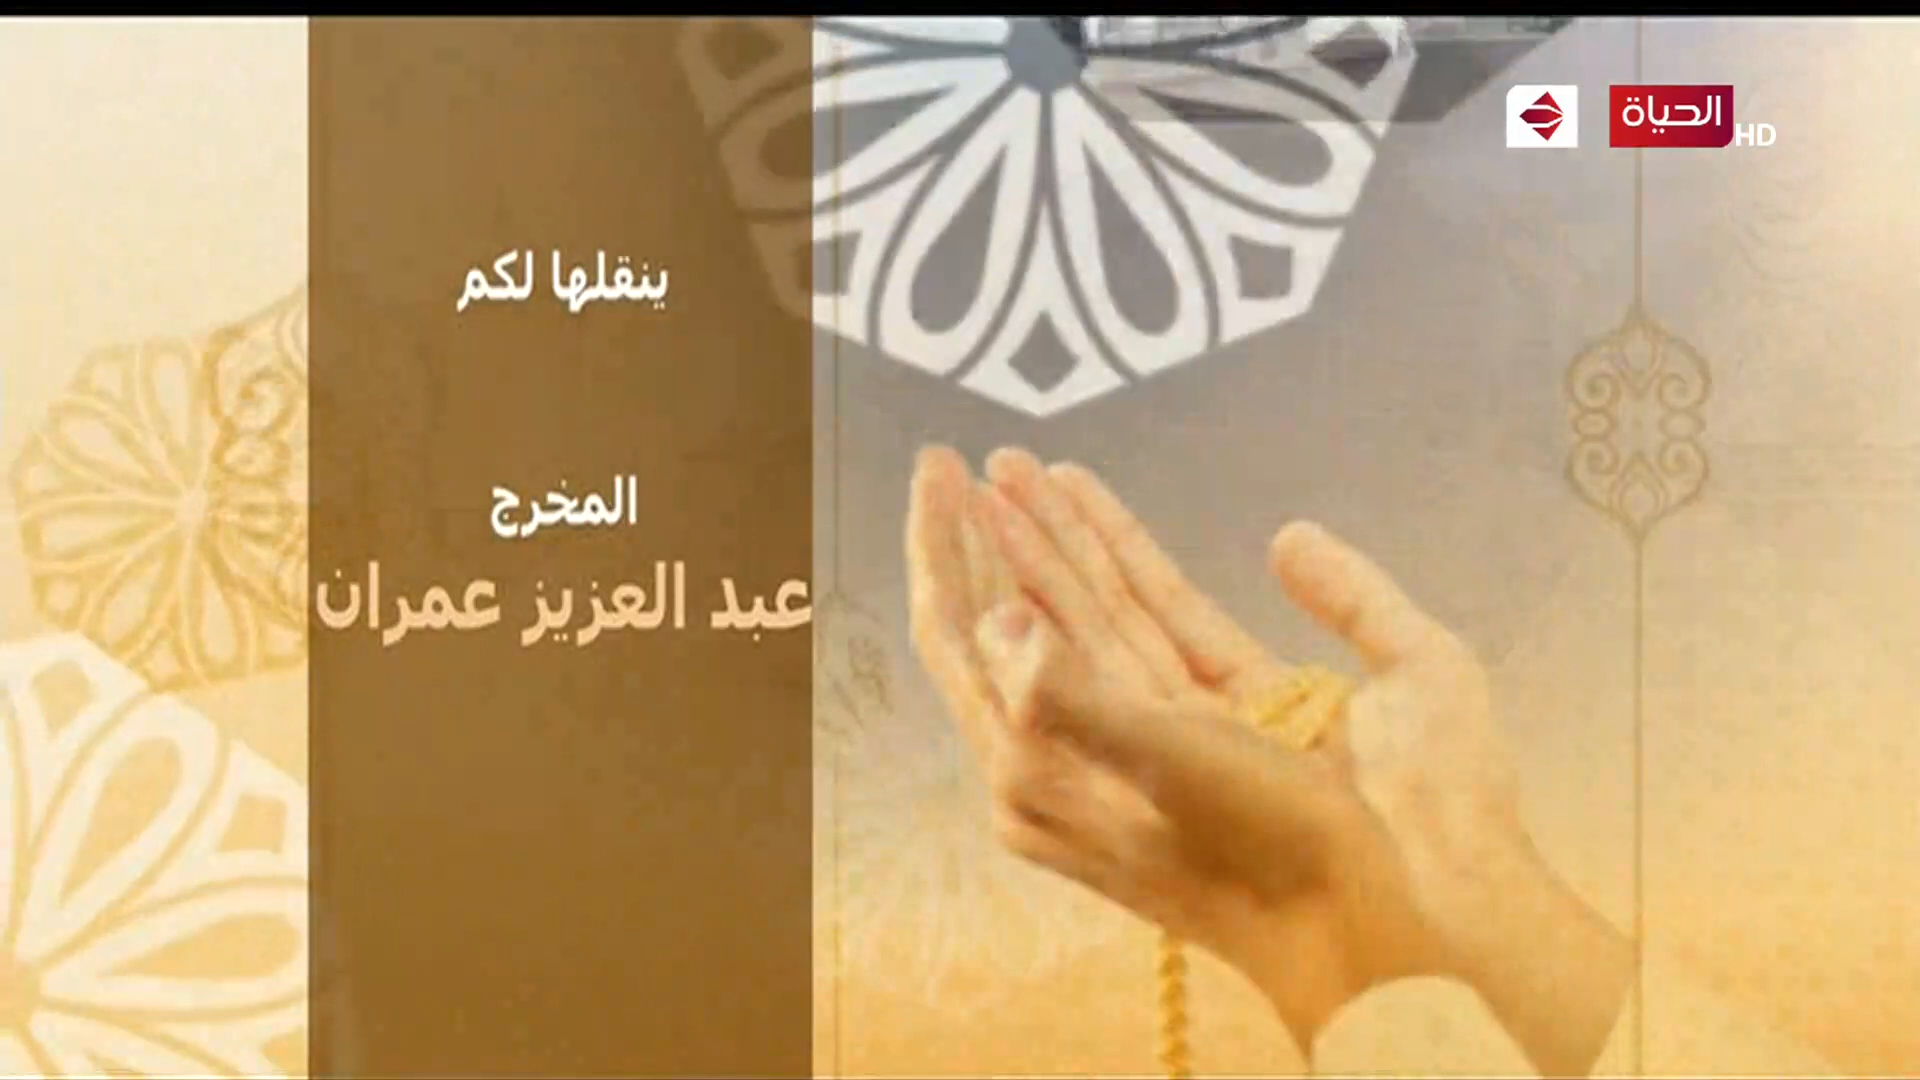 الحياة
HD
ينقلها لكم
المخرج
عبد العزيز عمران